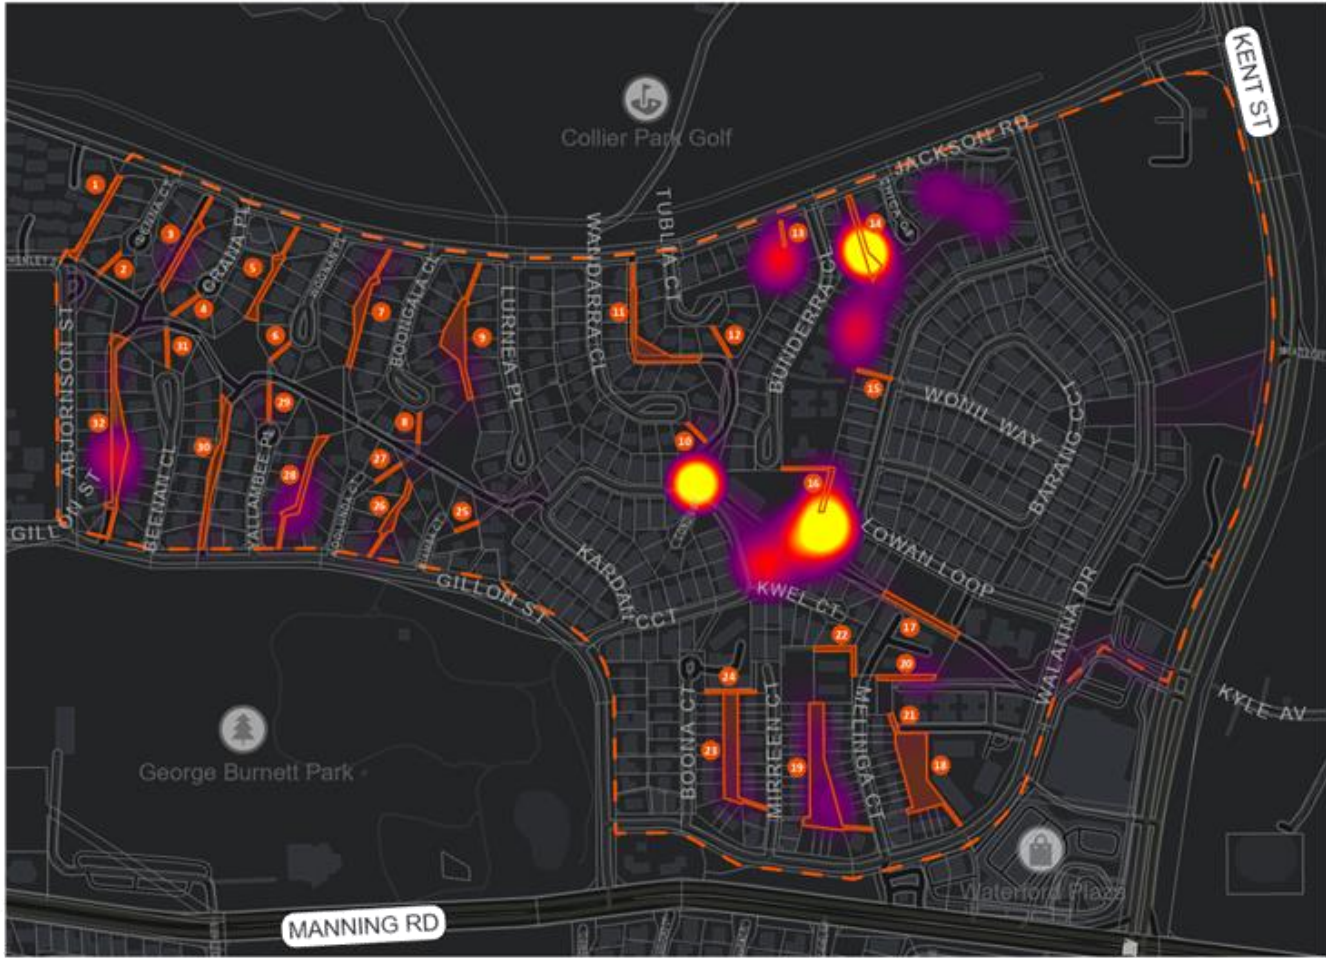 KENT ST
Collier Park Golf
JACKSON RD
1
3
2
4
5
6
7
8
9
11
12
13
14
15
10
16
31
32
29
30
28
27
26
25
17
22
20
24
21
23
19
18
RANA PL
BOONGALA CL
LURNEA PL
WANDARRA CL
TUBLIA CT
BUNDERRA CL
WONIL WAY
BARANG CCT
ABJORNSON ST
GILLON ST
BEENAN CL
YALLAMBEE PL
GILLON ST
KARDAN CCT
KWEL CT
LOWAN LOOP
WALANNA DR
KYLE AV
BOONA CT
MIRREEN CT
MELINGA CT
George Burnett Park
Waterford Plaza
MANNING RD